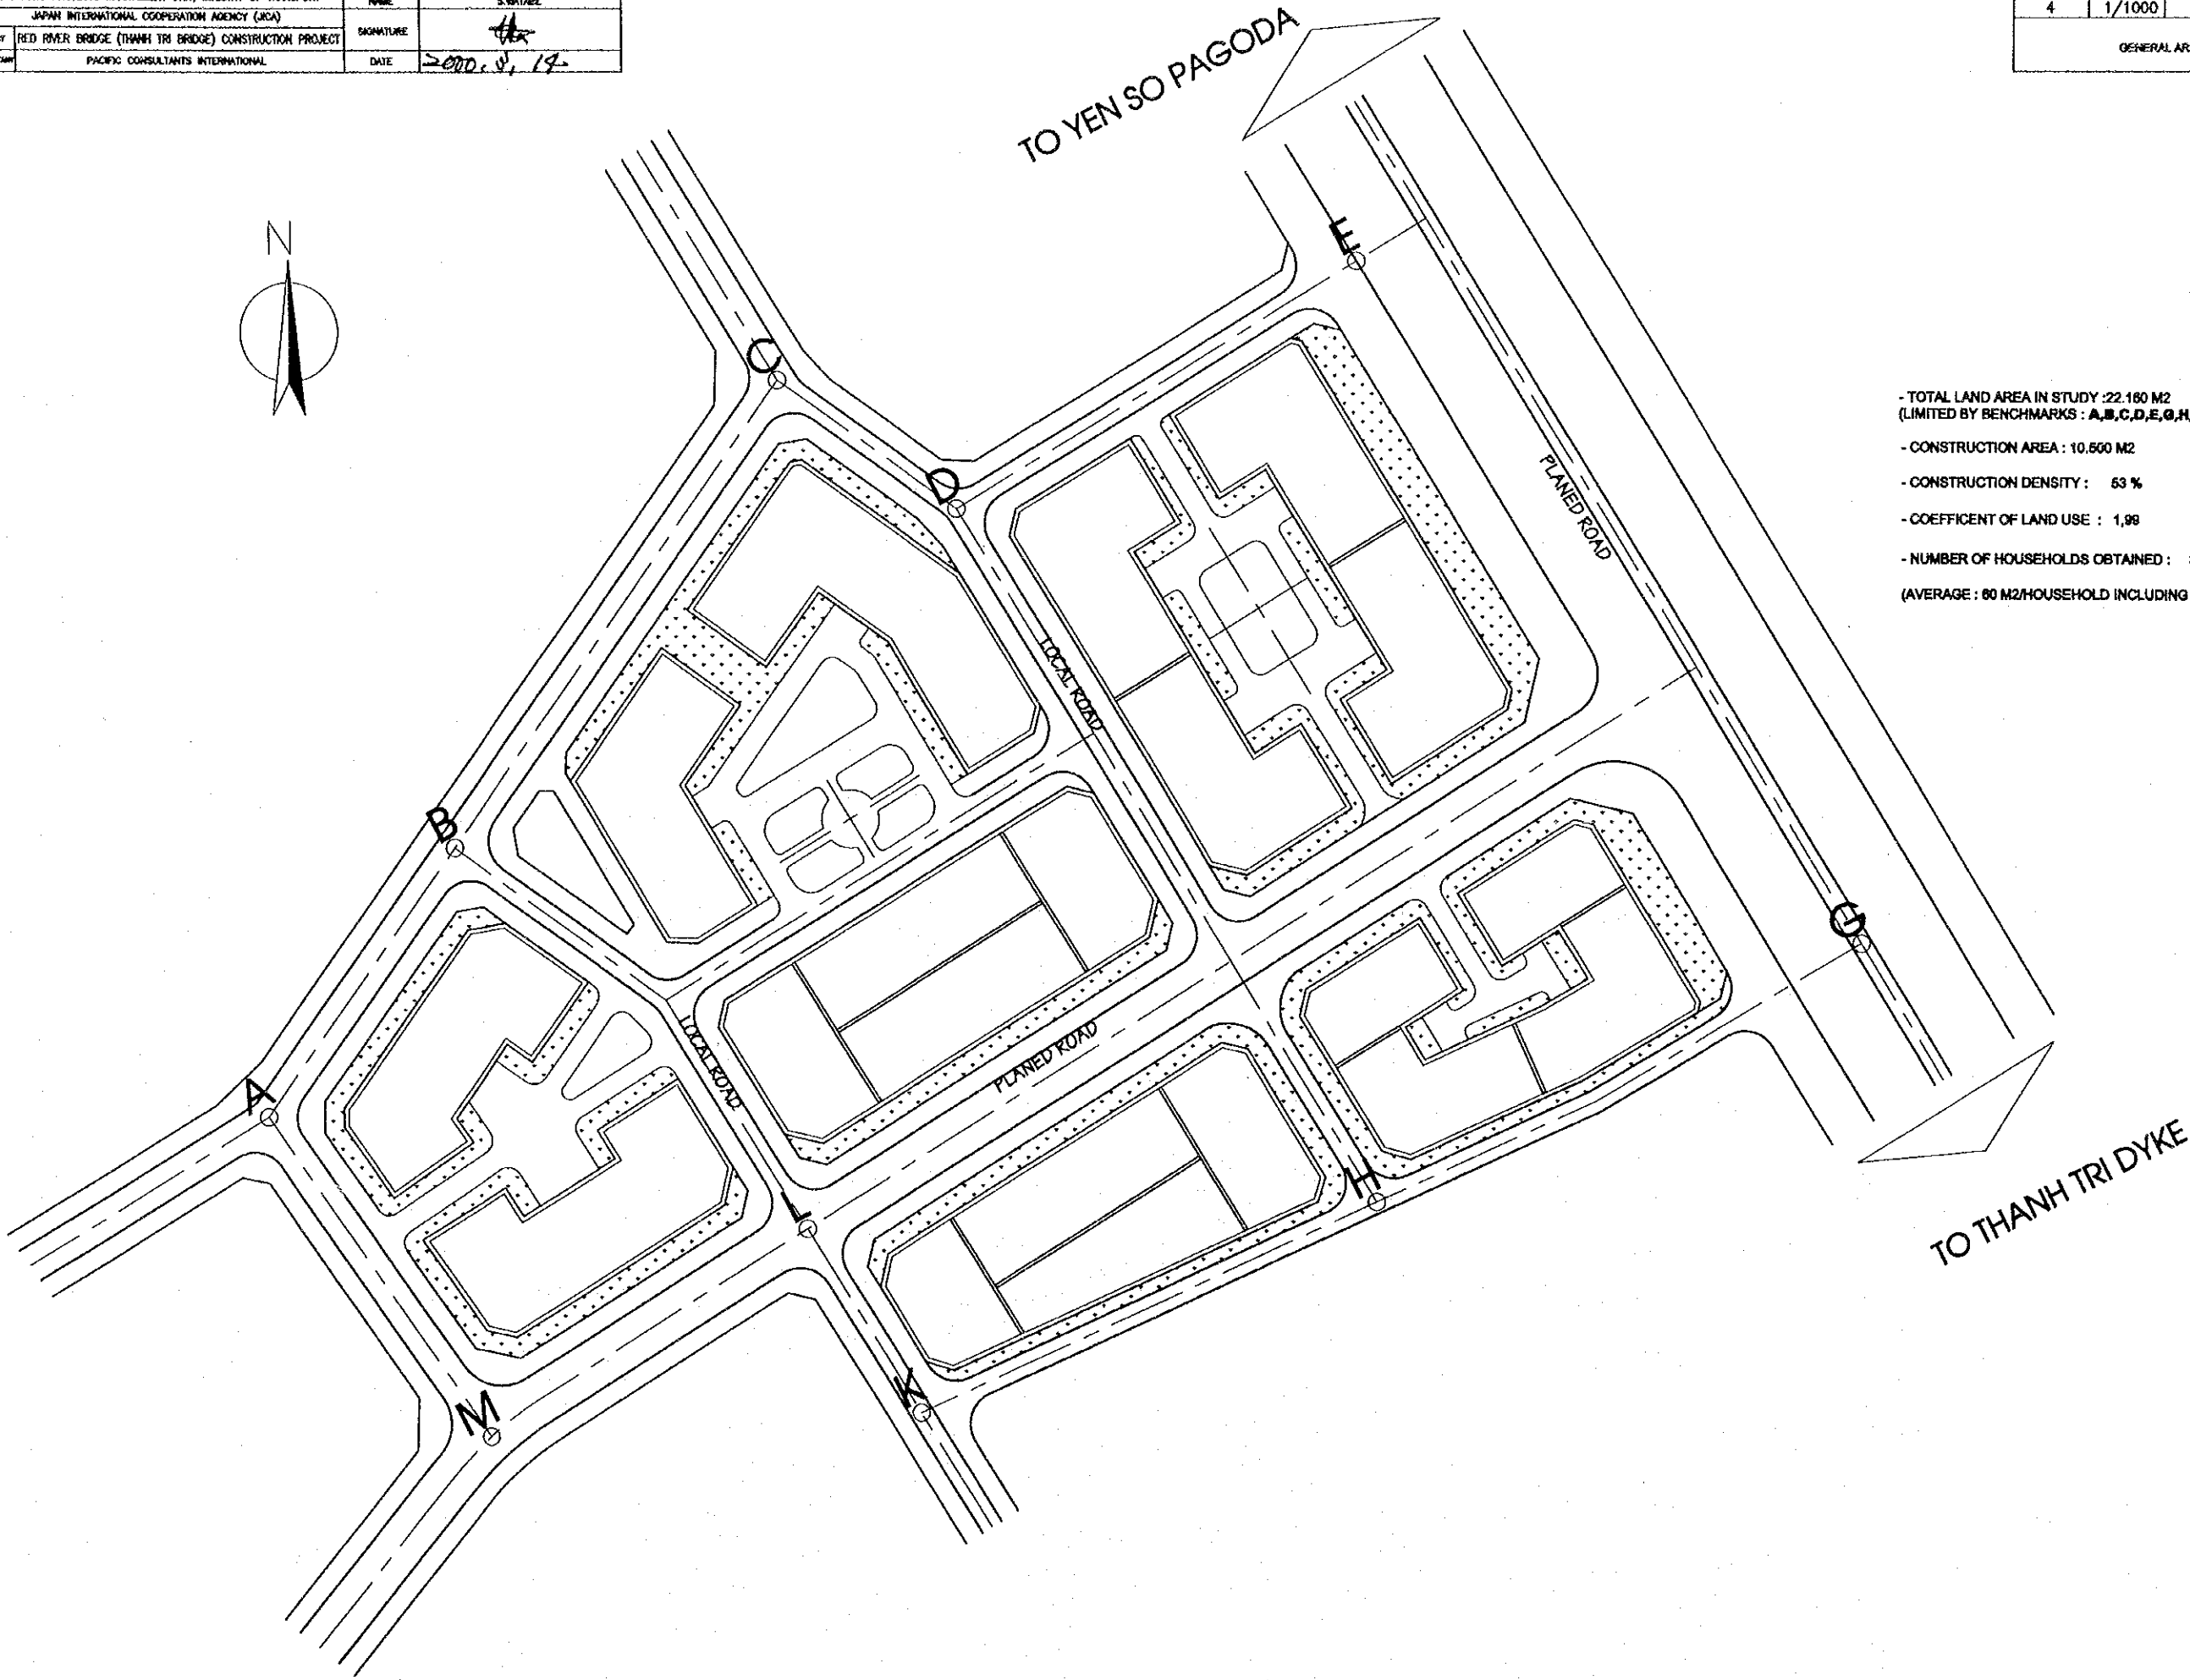 NAME
JAPAN INTERNATIONAL COOPERATION AGENCY (JICA)
RED RIVER BRIDGE (THANH TRI BRIDGE) CONSTRUCTION PROJECT
SIGNATURE
PACIFIC CONSULTANTS INTERNATIONAL
DATE
2000.
4 1/1000
GENERAL AR
TO YEN SO PAGODA
N
E
C
D
PLANED ROAD
- TOTAL LAND AREA IN STUDY :22.160 M2
(LIMITED BY BENCHMARKS : A,B,C,D,E,G,H,
- CONSTRUCTION AREA : 10.500 M2
- CONSTRUCTION DENSITY : 53 %
- COEFFICENT OF LAND USE : 1,99
- NUMBER OF HOUSEHOLDS OBTAINED :
(AVERAGE : 60 M2/HOUSEHOLD INCLUDING
LOCAL ROAD
B
G
LOCAL ROAD
PLANED ROAD
A
L
H
TO THANH TRI DYKE
K
M